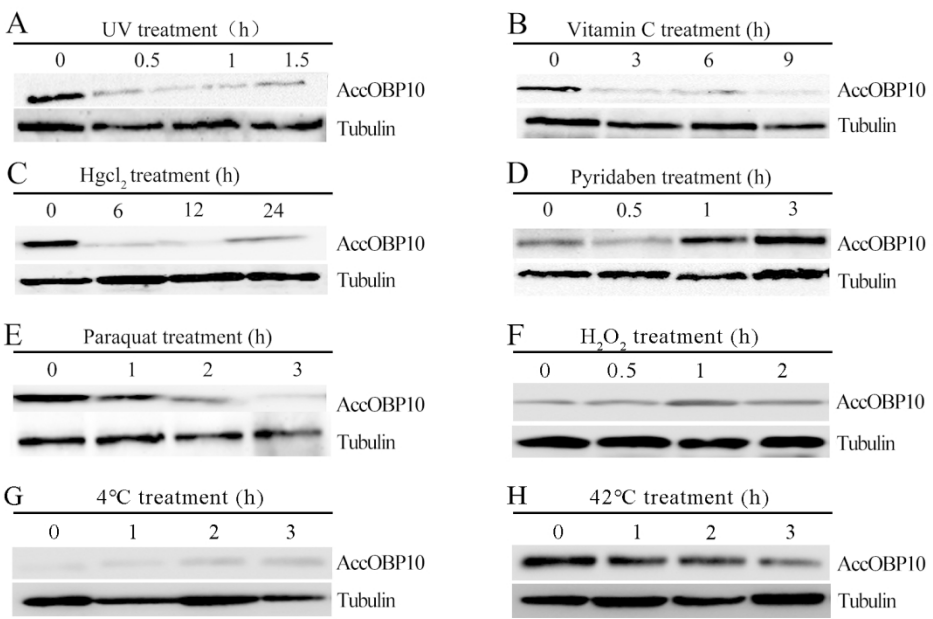 A
UV treatment（h）
0 0.5 1 1.5
AccOBP10
Tubulin
B
Vitamin C treatment (h)
0 3 6 9
AccOBP10
Tubulin
C
Hgcl₂ treatment (h)
0 6 12 24
AccOBP10
Tubulin
D
Pyridaben treatment (h)
0 0.5 1 3
AccOBP10
Tubulin
E
Paraquat treatment (h)
0 1 2 3
AccOBP10
Tubulin
F
H₂O₂ treatment (h)
0 0.5 1 2
AccOBP10
Tubulin
G
4℃ treatment (h)
0 1 2 3
AccOBP10
Tubulin
H
42℃ treatment (h)
0 1 2 3
AccOBP10
Tubulin